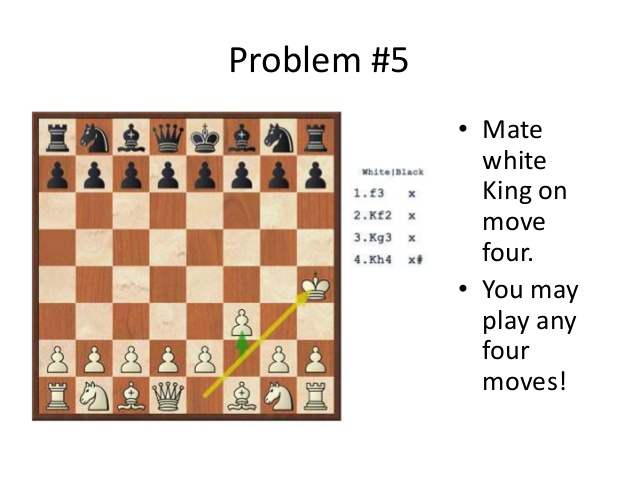 Problem #5
White|Black
1.f3 x
2.Kf2 x
3.Kg3 x
4.Kh4 x#
• Mate
white
King on
move
four.
• You may
play any
four
moves!